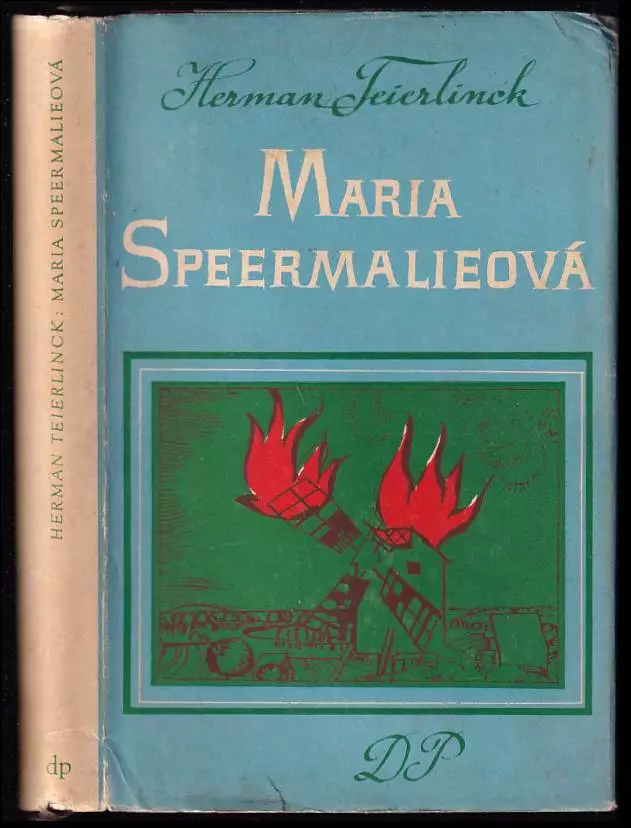 HERMAN TEIERLINCK: MARIA SPEERMALIEOVÁ
dp
Herman Teierlinck
MARIA
SPEERMALIEOVÁ
DP